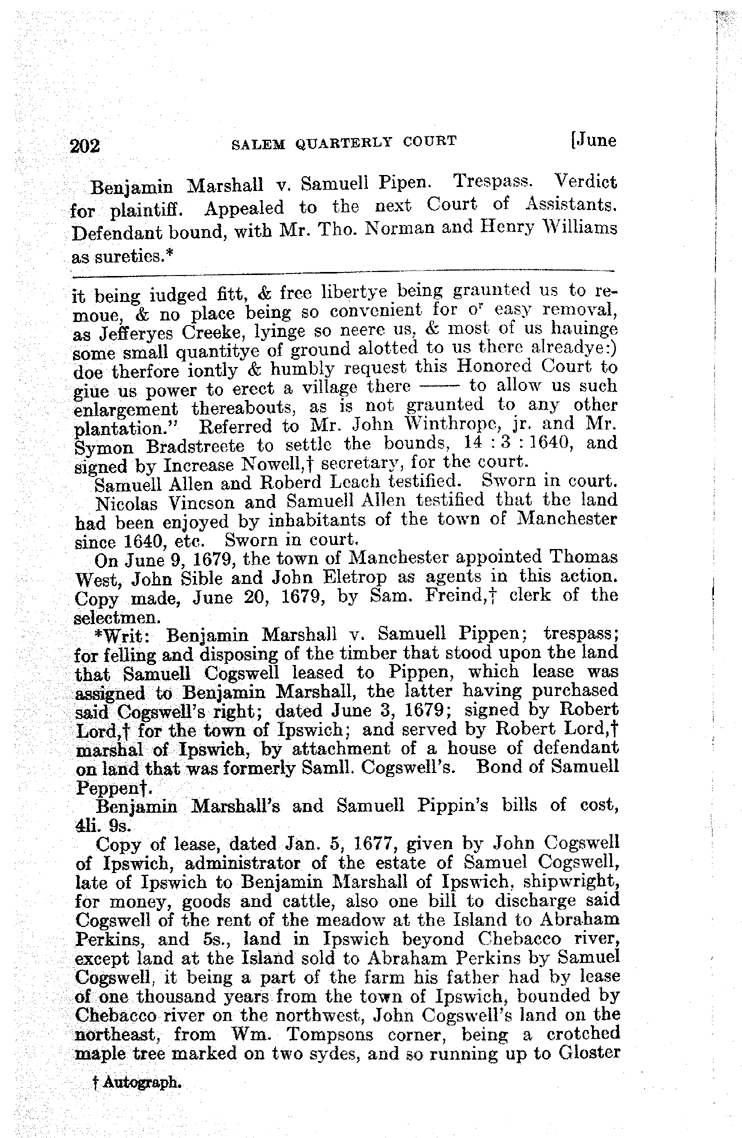 202 SALEM QUARTERLY COURT [June
Benjamin Marshall v. Samuell Pipen. Trespass. Verdict
for plaintiff. Appealed to the next Court of Assistants.
Defendant bound, with Mr. Tho. Norman and Henry Williams
as sureties.*
it being iudged fitt, & free libertye being graunted us to re-
moue, & no place being so convenient for oʳ easy removal,
as Jefferyes Creeke, lyinge so neere us, & most of us hauinge
some small quantitye of ground alotted to us there alreadye:)
doe therfore iontly & humbly request this Honored Court to
giue us power to erect a village there —— to allow us such
enlargement thereabouts, as is not graunted to any other
plantation." Referred to Mr. John Winthrope, jr. and Mr.
Symon Bradstreete to settle the bounds, 14 : 3 : 1640, and
signed by Increase Nowell,† secretary, for the court.
Samuell Allen and Roberd Leach testified. Sworn in court.
Nicolas Vincson and Samuell Allen testified that the land
had been enjoyed by inhabitants of the town of Manchester
since 1640, etc. Sworn in court.
On June 9, 1679, the town of Manchester appointed Thomas
West, John Sible and John Eletrop as agents in this action.
Copy made, June 20, 1679, by Sam. Freind,† clerk of the
selectmen.
*Writ: Benjamin Marshall v. Samuell Pippen; trespass;
for felling and disposing of the timber that stood upon the land
that Samuell Cogswell leased to Pippen, which lease was
assigned to Benjamin Marshall, the latter having purchased
said Cogswell's right; dated June 3, 1679; signed by Robert
Lord,† for the town of Ipswich; and served by Robert Lord,†
marshal of Ipswich, by attachment of a house of defendant
on land that was formerly Samll. Cogswell's. Bond of Samuell
Peppen†.
Benjamin Marshall's and Samuell Pippin's bills of cost,
4li. 9s.
Copy of lease, dated Jan. 5, 1677, given by John Cogswell
of Ipswich, administrator of the estate of Samuel Cogswell,
late of Ipswich to Benjamin Marshall of Ipswich, shipwright,
for money, goods and cattle, also one bill to discharge said
Cogswell of the rent of the meadow at the Island to Abraham
Perkins, and 5s., land in Ipswich beyond Chebacco river,
except land at the Island sold to Abraham Perkins by Samuel
Cogswell, it being a part of the farm his father had by lease
of one thousand years from the town of Ipswich, bounded by
Chebacco river on the northwest, John Cogswell's land on the
northeast, from Wm. Tompsons corner, being a crotched
maple tree marked on two sydes, and so running up to Gloster
† Autograph.